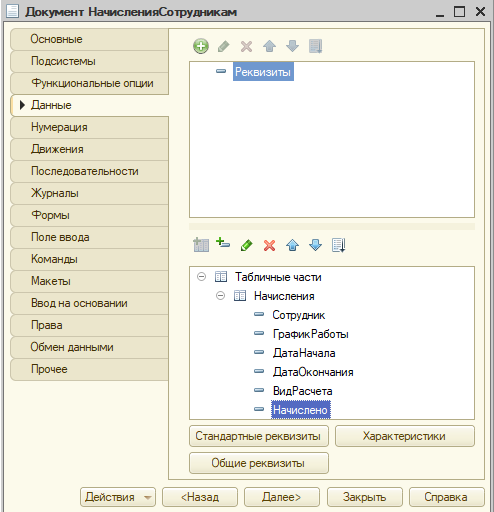 Документ НачисленияСотрудникам
Основные
Подсистемы
Функциональные опции
Данные
Нумерация
Движения
Последовательности
Журналы
Формы
Поле ввода
Команды
Макеты
Ввод на основании
Права
Обмен данными
Прочее
Реквизиты
Табличные части
Начисления
Сотрудник
ГрафикРаботы
ДатаНачала
ДатаОкончания
ВидРасчета
Начислено
Стандартные реквизиты
Характеристики
Общие реквизиты
Действия
<Назад
Далее>
Закрыть
Справка